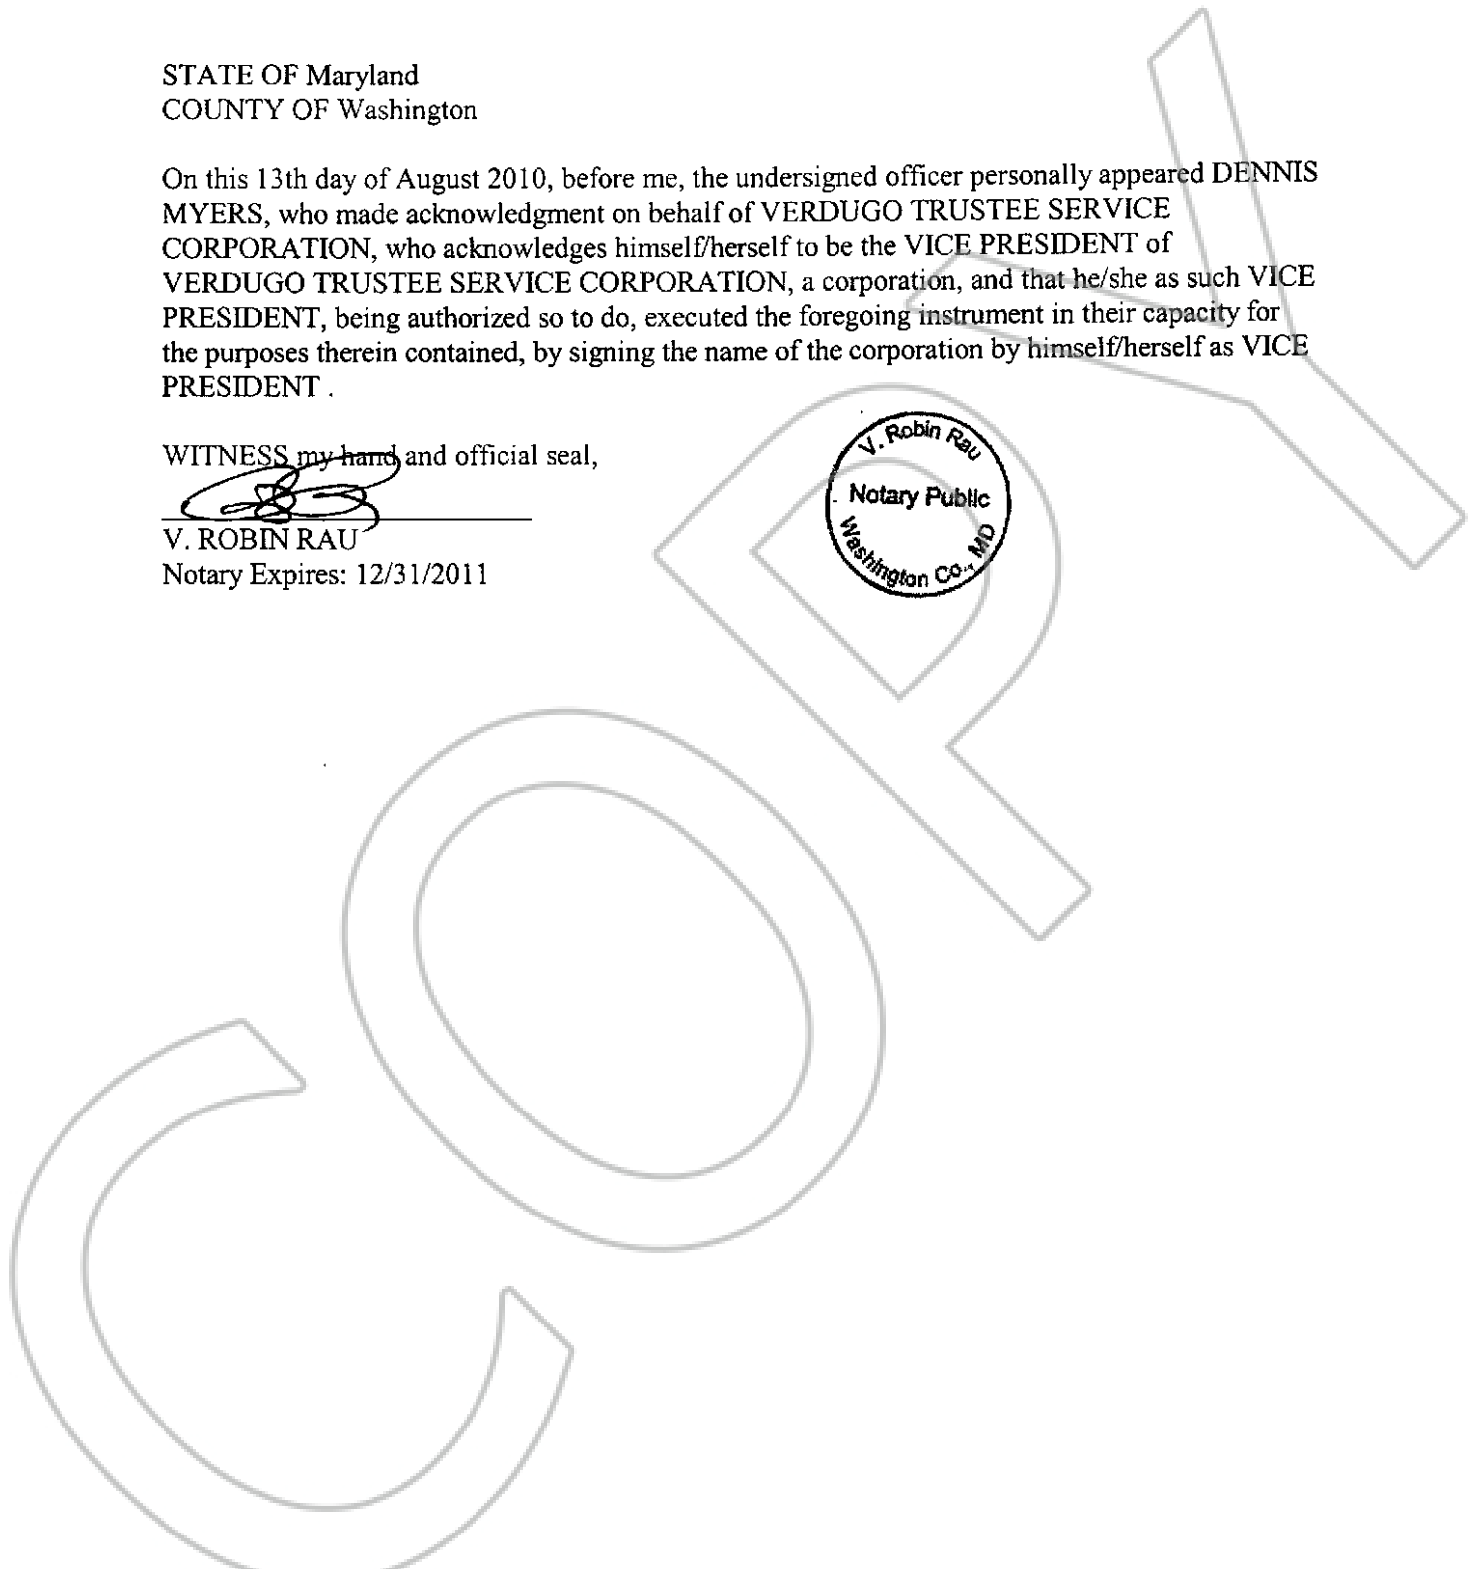 STATE OF Maryland
COUNTY OF Washington
On this 13th day of August 2010, before me, the undersigned officer personally appeared DENNIS
MYERS, who made acknowledgment on behalf of VERDUGO TRUSTEE SERVICE
CORPORATION, who acknowledges himself/herself to be the VICE PRESIDENT of
VERDUGO TRUSTEE SERVICE CORPORATION, a corporation, and that he/she as such VICE
PRESIDENT, being authorized so to do, executed the foregoing instrument in their capacity for
the purposes therein contained, by signing the name of the corporation by himself/herself as VICE
PRESIDENT .
WITNESS my hand and official seal,
V. ROBIN RAU
Notary Expires: 12/31/2011
V. Robin Rau
Notary Public
Washington Co., MD
COPY